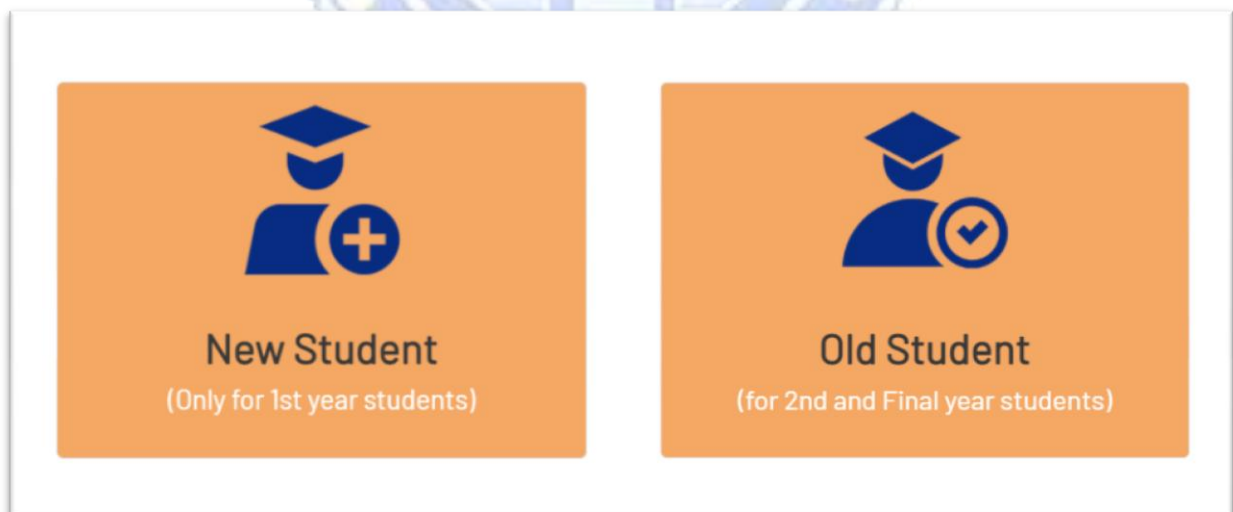 New Student
(Only for 1st year students)
Old Student
(for 2nd and Final year students)